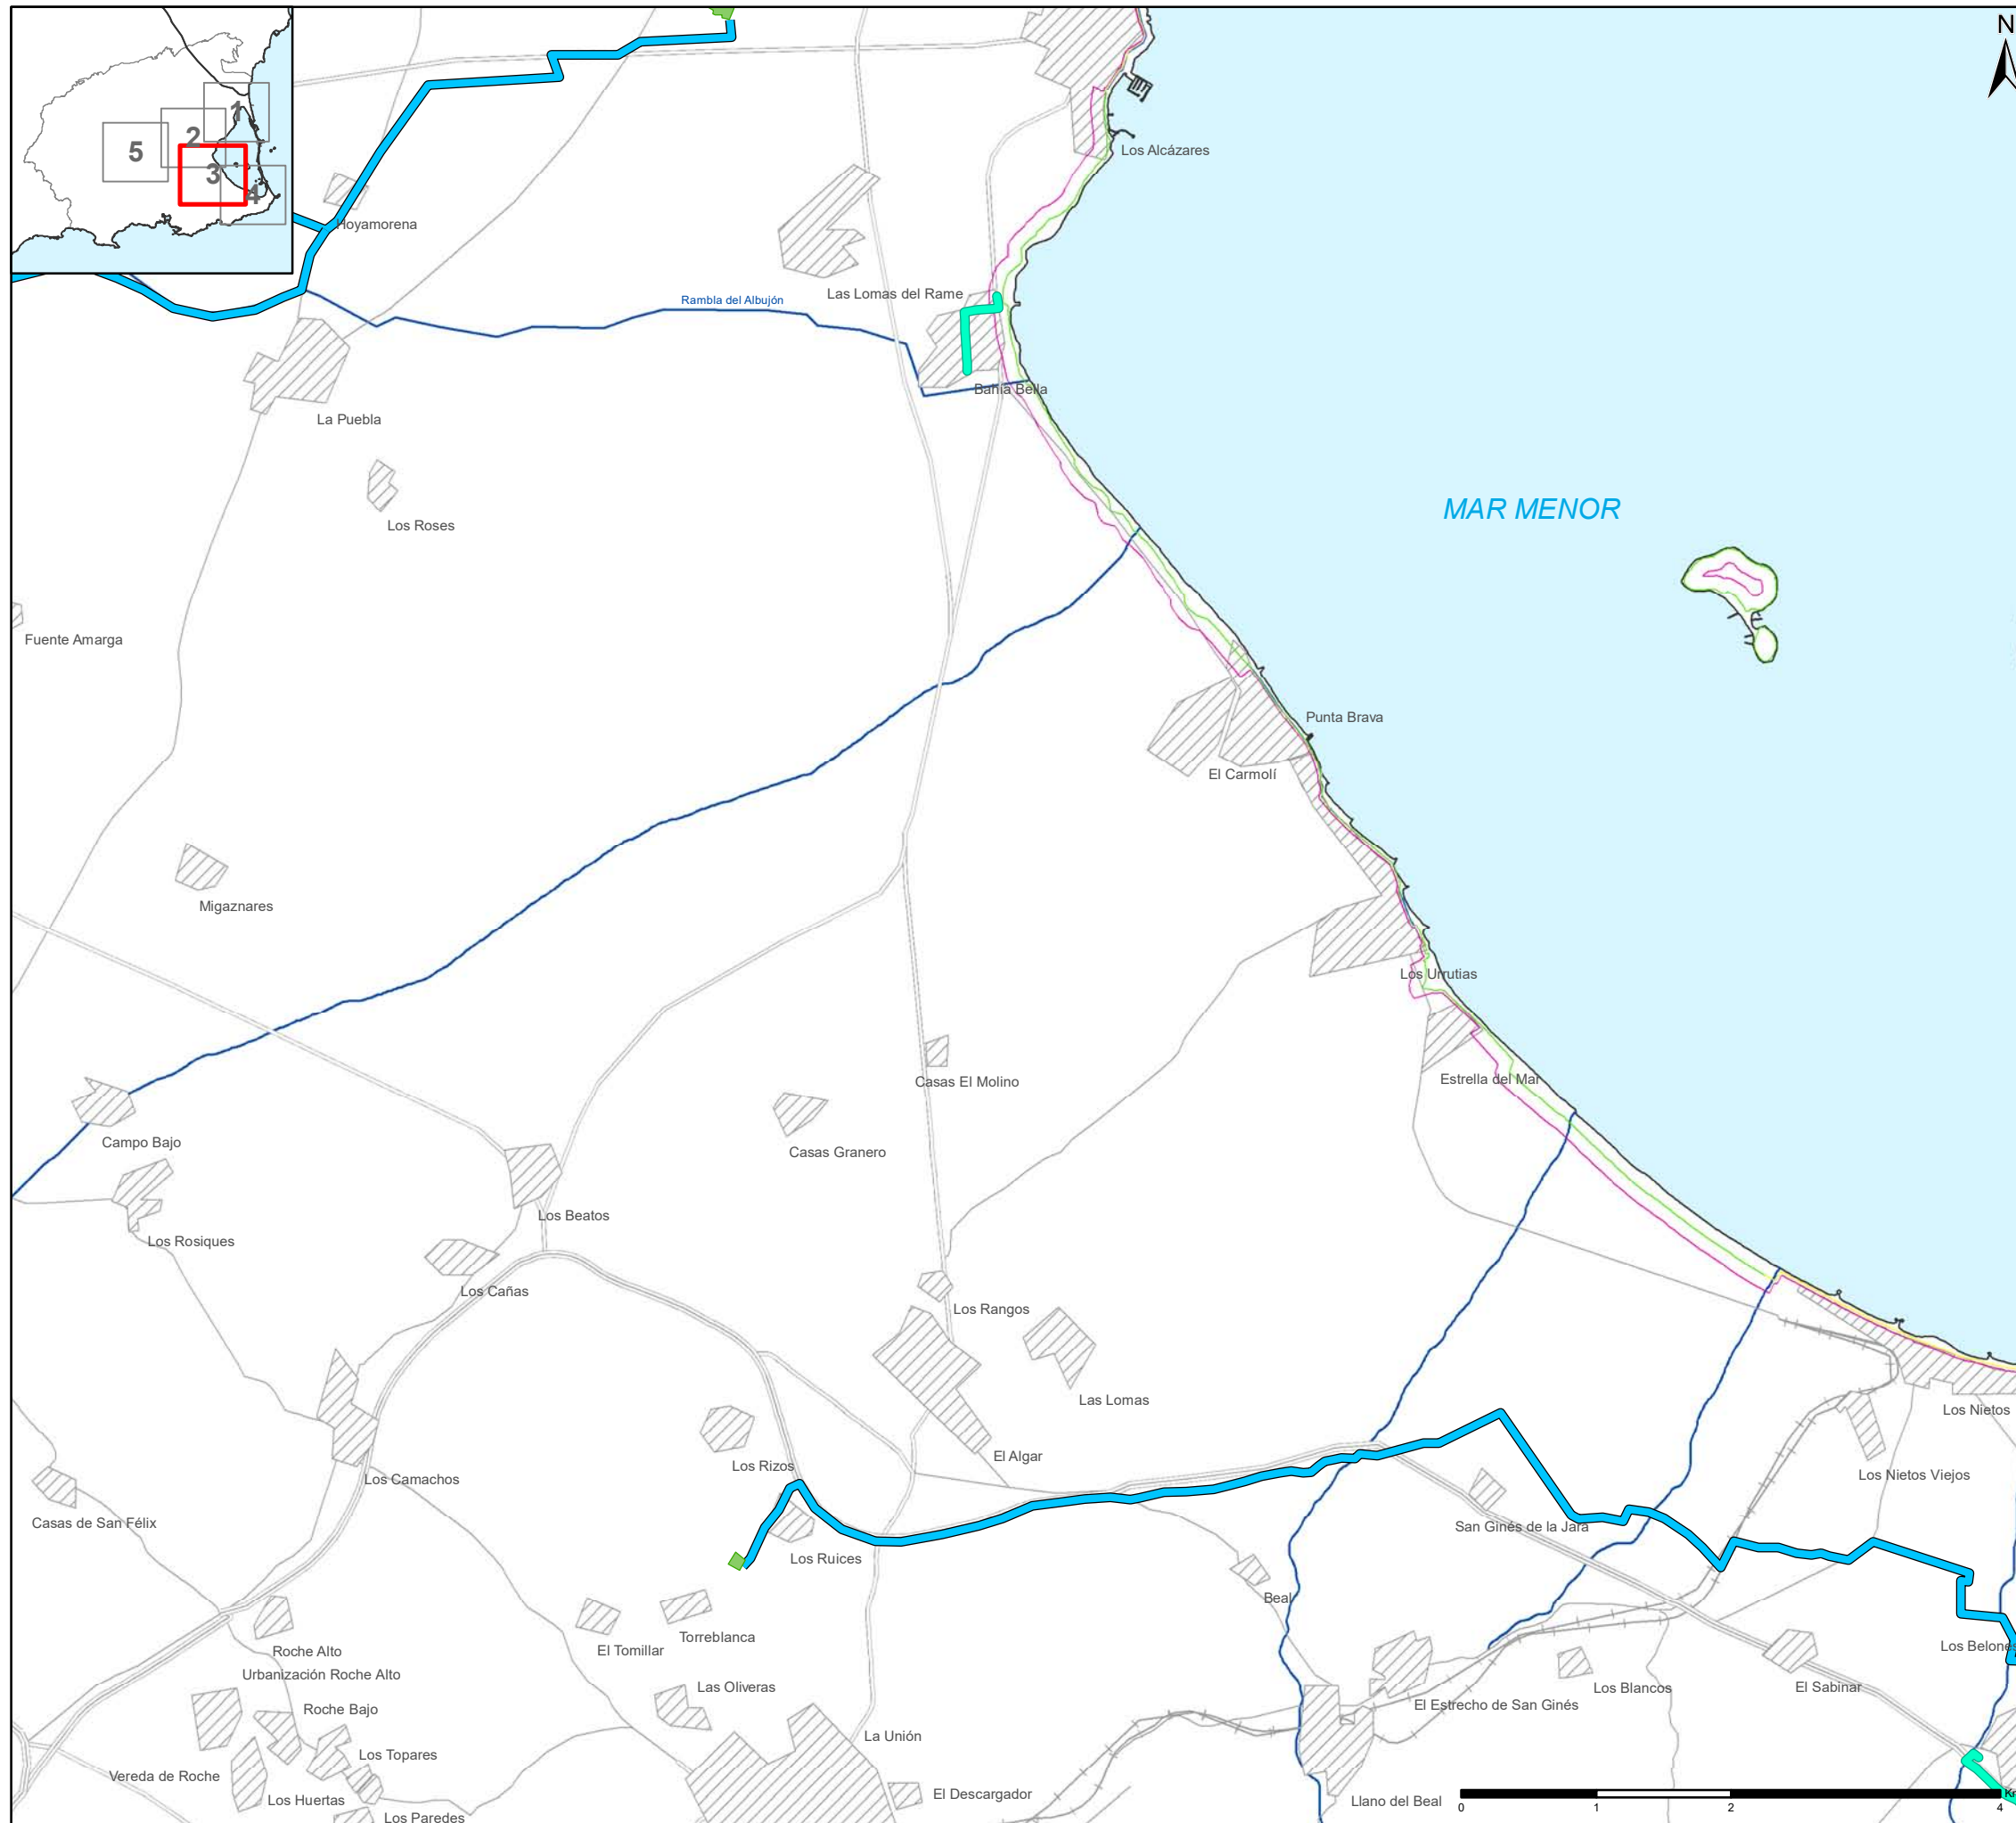 N
1
2
5
3
4
Los Alcázares
Hoyamorena
Las Lomas del Rame
Rambla del Albujón
Bahía Bella
La Puebla
MAR MENOR
Los Roses
Fuente Amarga
Punta Brava
El Carmolí
Migaznares
Los Urrutias
Casas El Molino
Estrella del Mar
Campo Bajo
Casas Granero
Los Beatos
Los Rosiques
Los Cañas
Los Rangos
Las Lomas
Los Nietos
El Algar
Los Rizos
Los Camachos
Los Nietos Viejos
Casas de San Félix
San Ginés de la Jara
Los Ruices
Beal
Torreblanca
Los Belone
El Tomillar
Roche Alto
Urbanización Roche Alto
Las Oliveras
Los Blancos
El Sabinar
El Estrecho de San Ginés
Roche Bajo
La Unión
Los Topares
Vereda de Roche
El Descargador
Los Huertas
Llano del Beal
Los Paredes
0
1
2
4